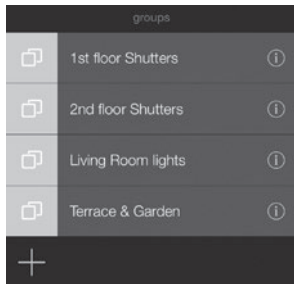 groups
1st floor Shutters
2nd floor Shutters
Living Room lights
Terrace & Garden